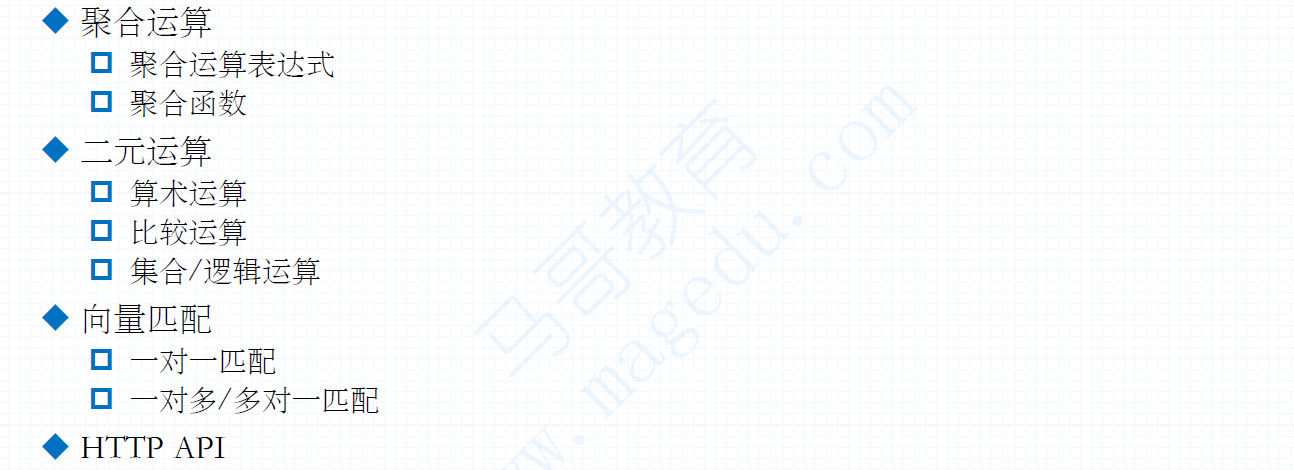 聚合运算
聚合运算表达式
聚合函数
二元运算
算术运算
比较运算
集合/逻辑运算
向量匹配
一对一匹配
一对多/多对一匹配
HTTP API
马哥教育
w.magedu.com